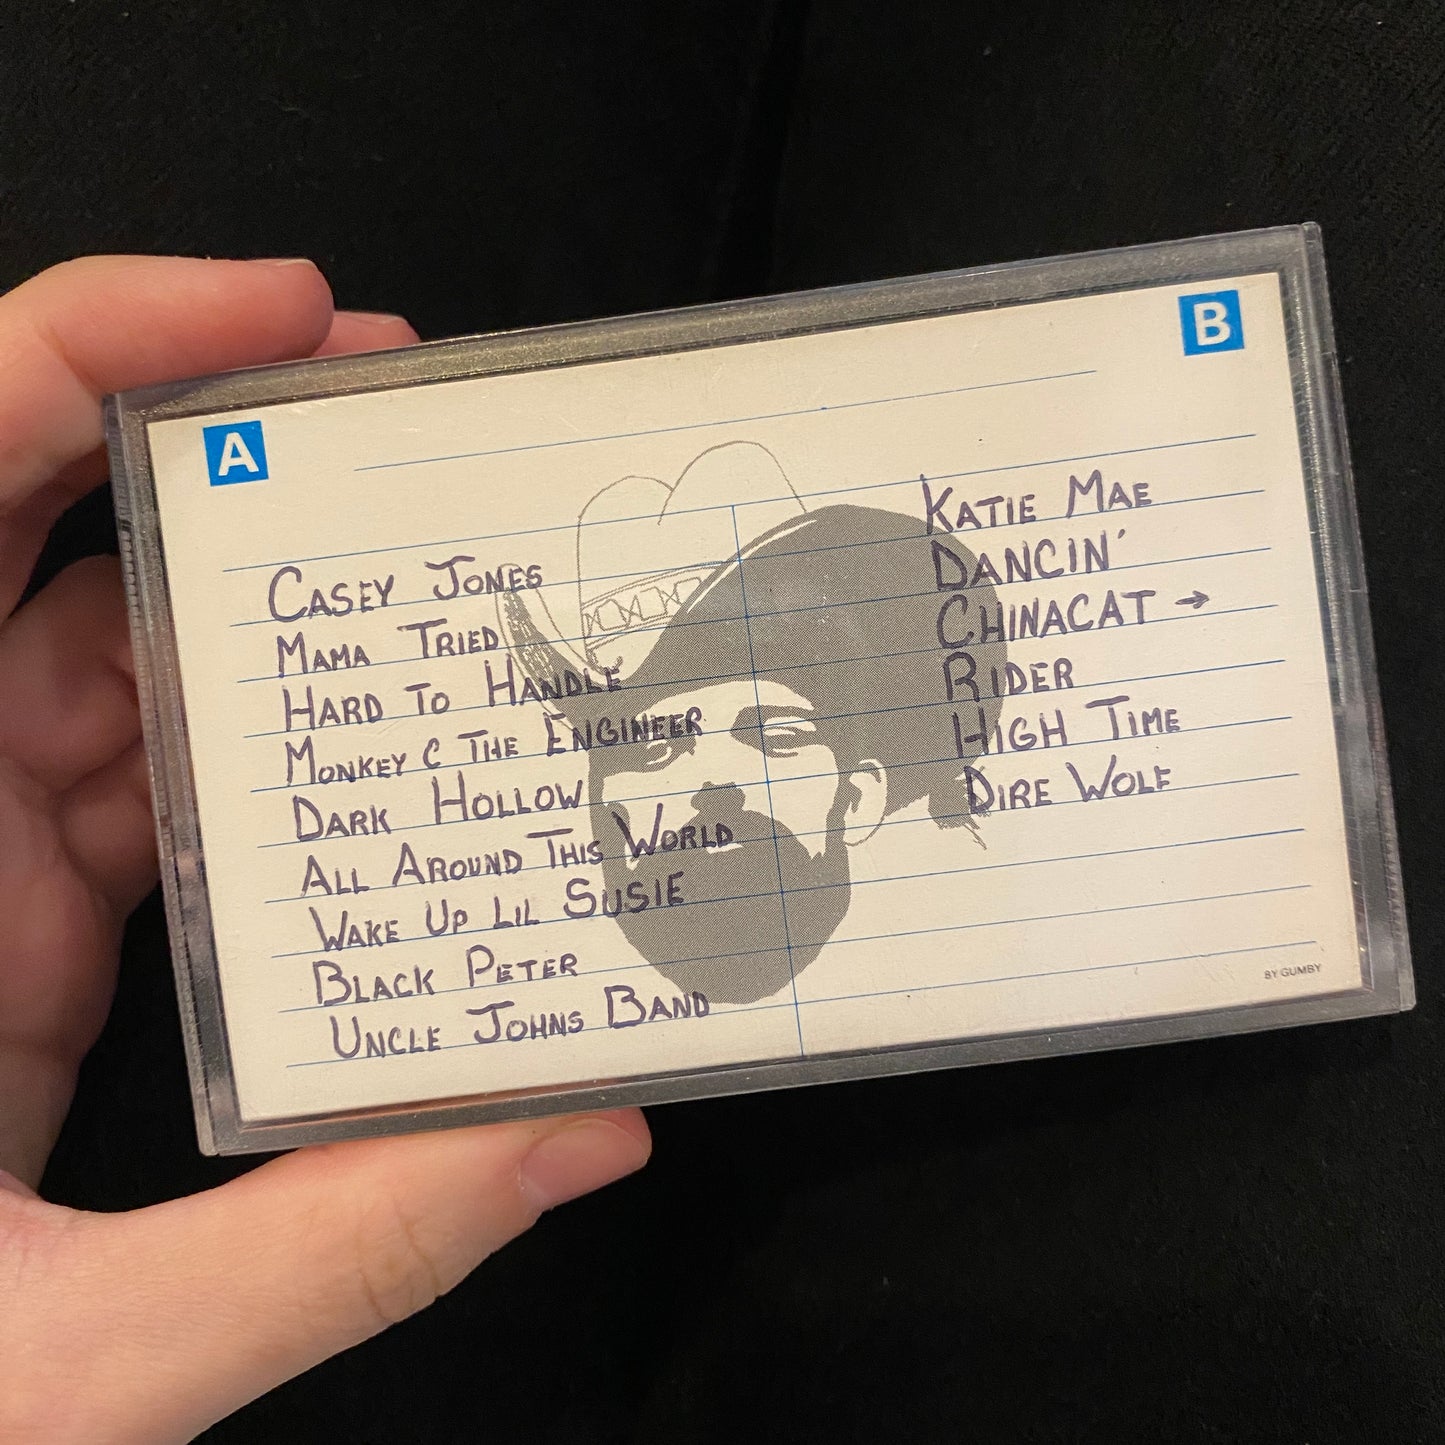 A
B
CASEY JONES
MAMA TRIED
HARD TO HANDLE
MONKEY & THE ENGINEER
DARK HOLLOW
ALL AROUND THIS WORLD
WAKE UP LIL SUSIE
BLACK PETER
UNCLE JOHNS BAND
KATIE MAE
DANCIN'
CHINACAT →
RIDER
HIGH TIME
DIRE WOLF
BY GUMBY